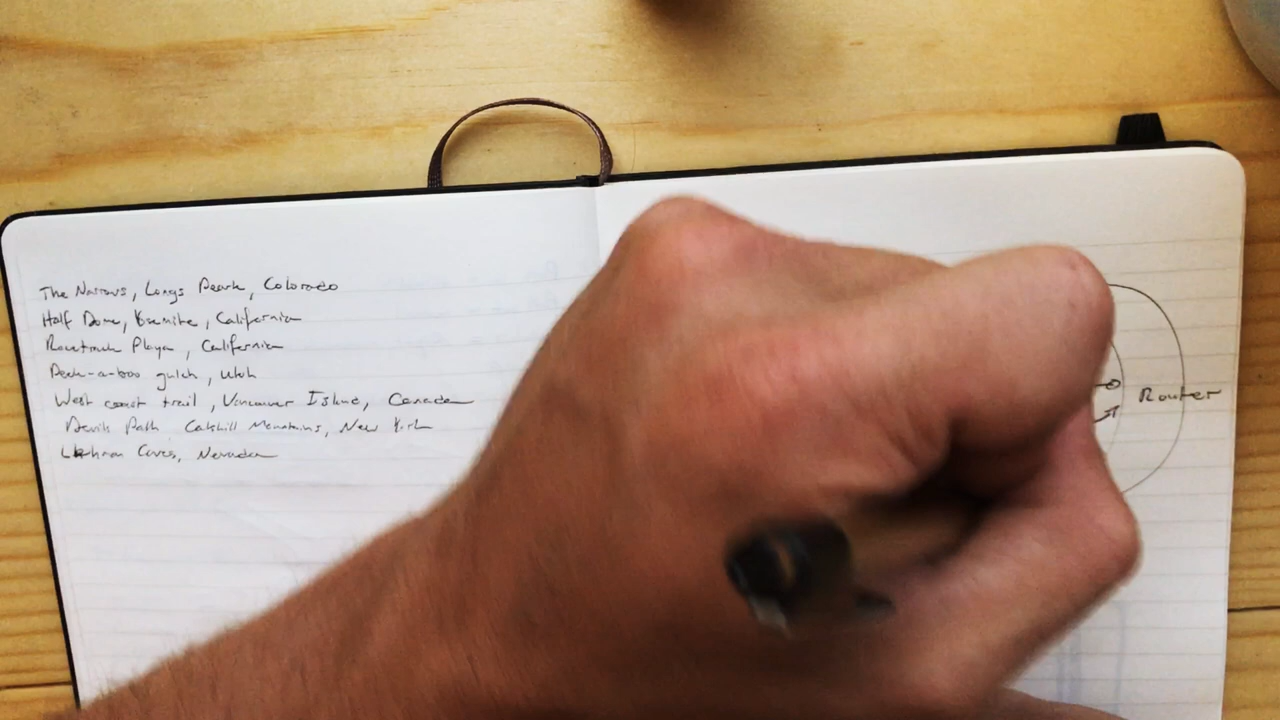 The Narrows, Longs Peak, Colorado
Half Dome, Yosemite, California
Racetrack Playa, California
Peek-a-boo gulch, Utah
West coast trail, Vancouver Island, Canada
Devils Path Catskill Mountains, New York
Lehman Caves, Nevada
Router